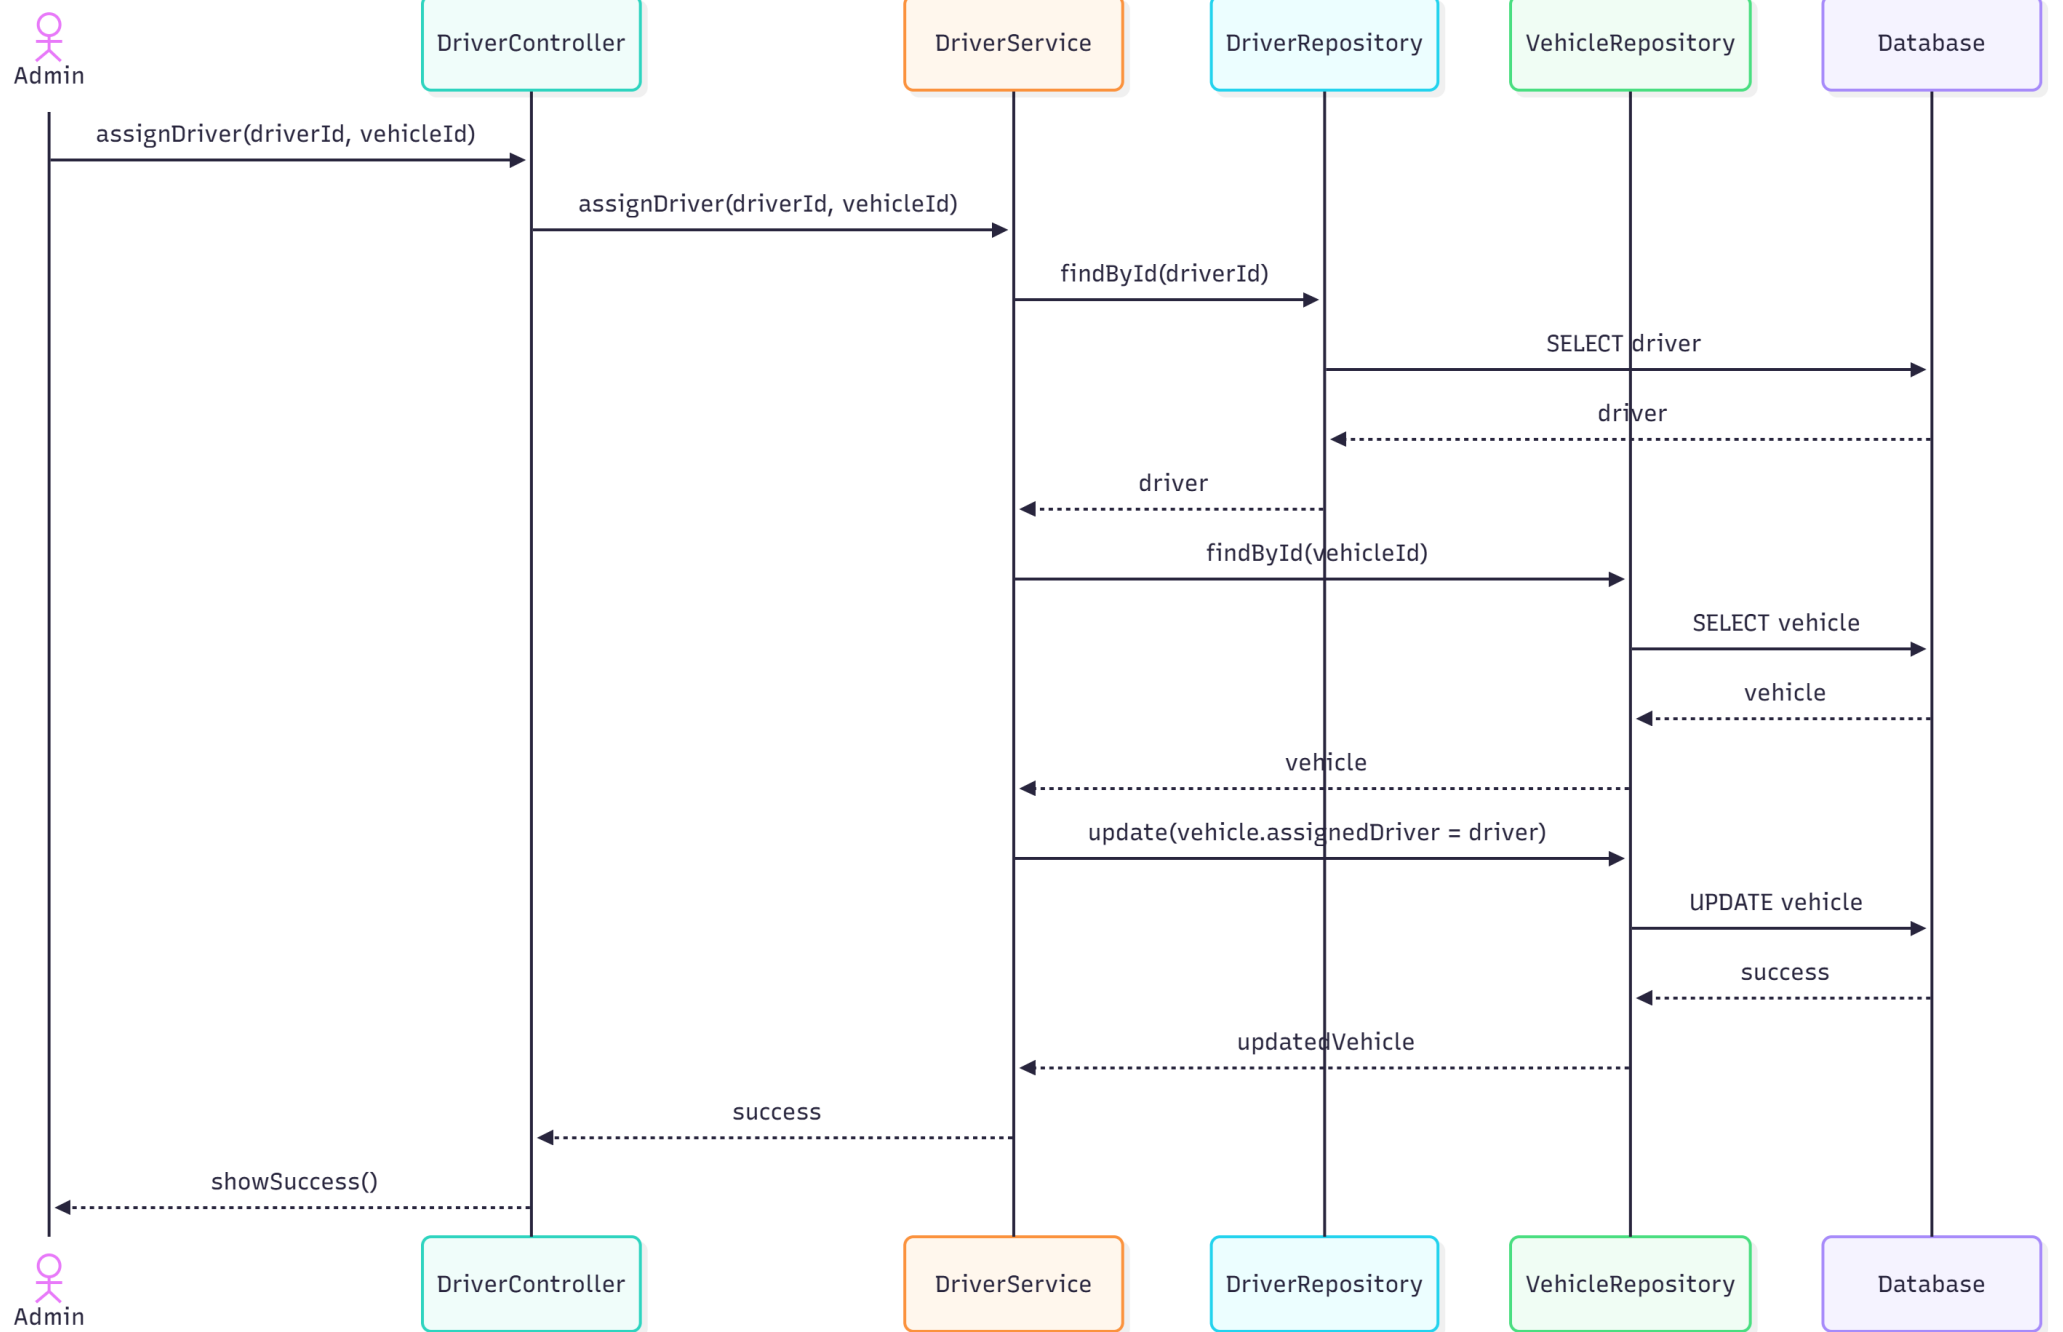 Admin
DriverController
DriverService
DriverRepository
VehicleRepository
Database
assignDriver(driverId, vehicleId)
assignDriver(driverId, vehicleId)
findById(driverId)
SELECT driver
driver
driver
findById(vehicleId)
SELECT vehicle
vehicle
vehicle
update(vehicle.assignedDriver = driver)
UPDATE vehicle
success
updatedVehicle
success
showSuccess()
Admin
DriverController
DriverService
DriverRepository
VehicleRepository
Database